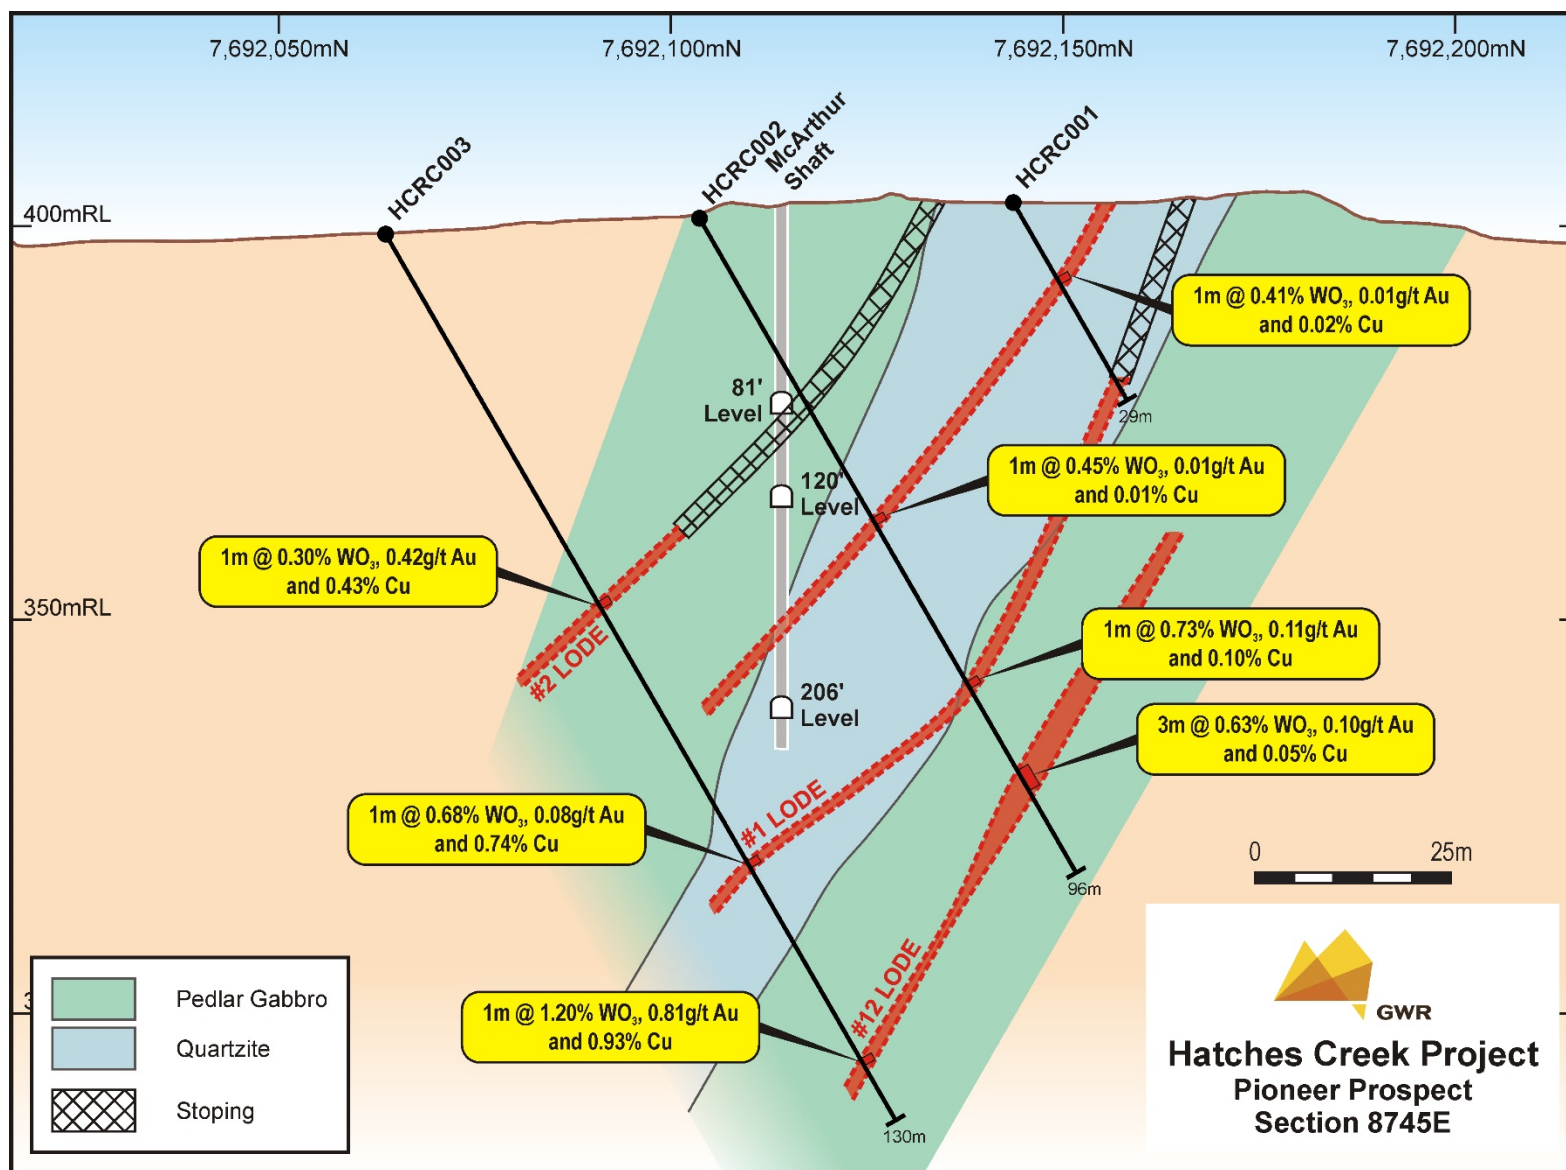 7,692,050mN
7,692,100mN
7,692,150mN
7,692,200mN
HCRC003
HCRC002
McArthur
Shaft
HCRC001
400mRL
1m @ 0.41% WO₃, 0.01g/t Au
and 0.02% Cu
81'
Level
29m
1m @ 0.45% WO₃, 0.01g/t Au
and 0.01% Cu
120'
Level
1m @ 0.30% WO₃, 0.42g/t Au
and 0.43% Cu
350mRL
#2 LODE
1m @ 0.73% WO₃, 0.11g/t Au
and 0.10% Cu
206'
Level
3m @ 0.63% WO₃, 0.10g/t Au
and 0.05% Cu
1m @ 0.68% WO₃, 0.08g/t Au
and 0.74% Cu
#1 LODE
0 25m
96m
#12 LODE
1m @ 1.20% WO₃, 0.81g/t Au
and 0.93% Cu
130m
Pedlar Gabbro
Quartzite
Stoping
GWR
Hatches Creek Project
Pioneer Prospect
Section 8745E